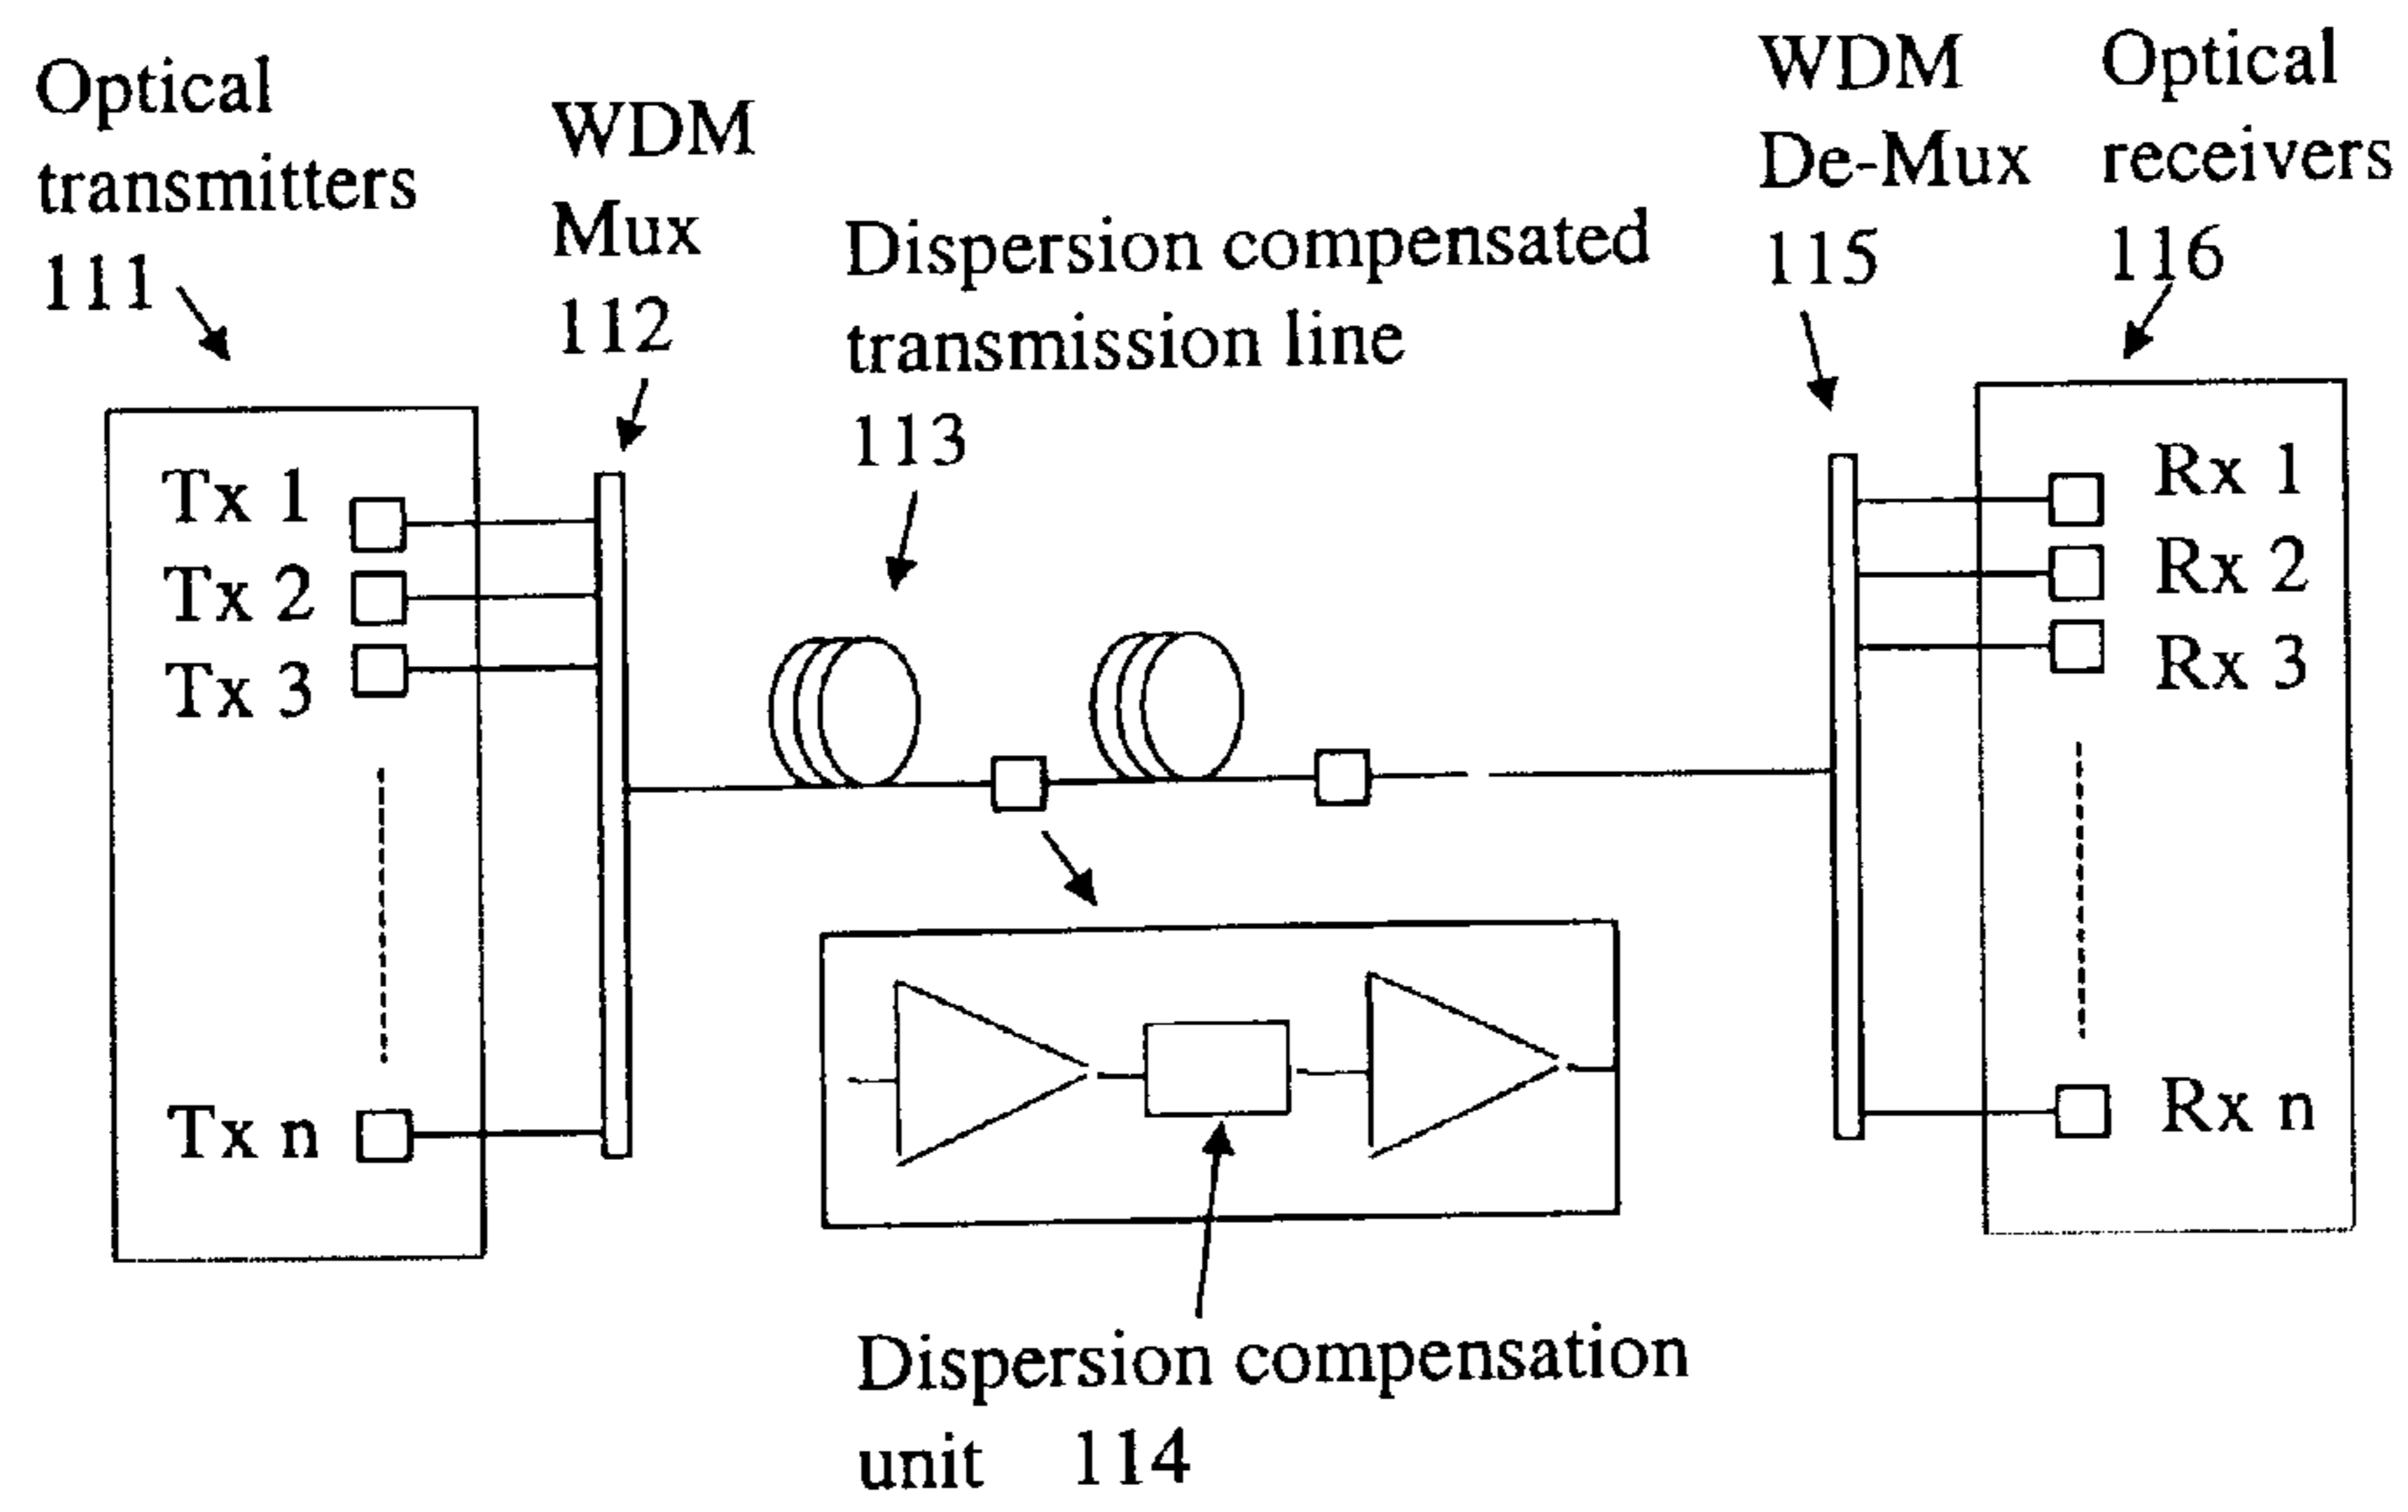 Optical
transmitters
111
WDM
Mux
112
Dispersion compensated
transmission line
113
WDM
De-Mux
115
Optical
receivers
116
Tx 1
Tx 2
Tx 3
Tx n
Rx 1
Rx 2
Rx 3
Rx n
Dispersion compensation
unit 114